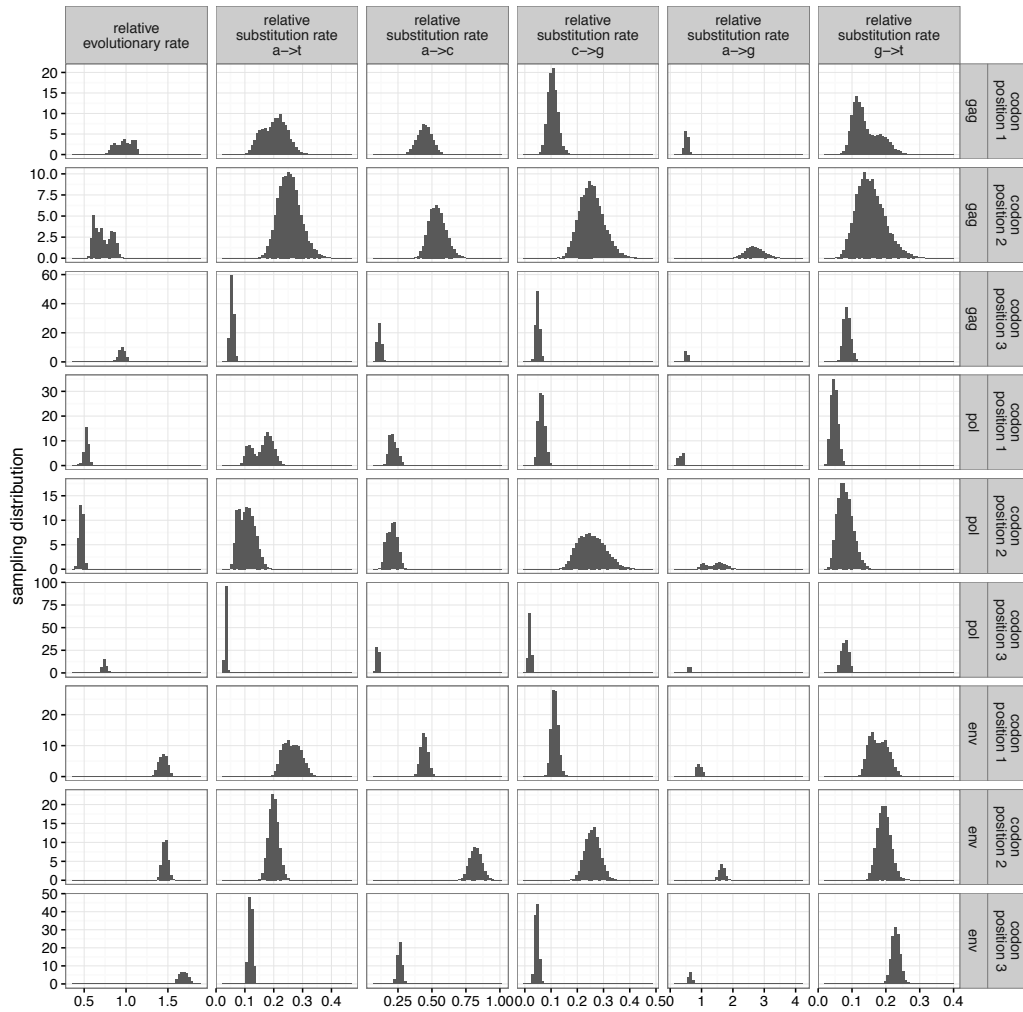 relative
evolutionary rate
relative
substitution rate
a−>t
relative
substitution rate
a−>c
relative
substitution rate
c−>g
relative
substitution rate
a−>g
relative
substitution rate
g−>t
sampling distribution
20
15
10
5
0
gag
codon
position 1
10.0
7.5
5.0
2.5
0.0
gag
codon
position 2
60
40
20
0
gag
codon
position 3
30
20
10
0
pol
codon
position 1
15
10
5
0
pol
codon
position 2
100
75
50
25
0
pol
codon
position 3
20
10
0
env
codon
position 1
20
15
10
5
0
env
codon
position 2
50
40
30
20
10
0
env
codon
position 3
0.5 1.0 1.5
0.0 0.1 0.2 0.3 0.4
0.25 0.50 0.75 1.00
0.0 0.1 0.2 0.3 0.4 0.5
0 1 2 3 4
0.0 0.1 0.2 0.3 0.4